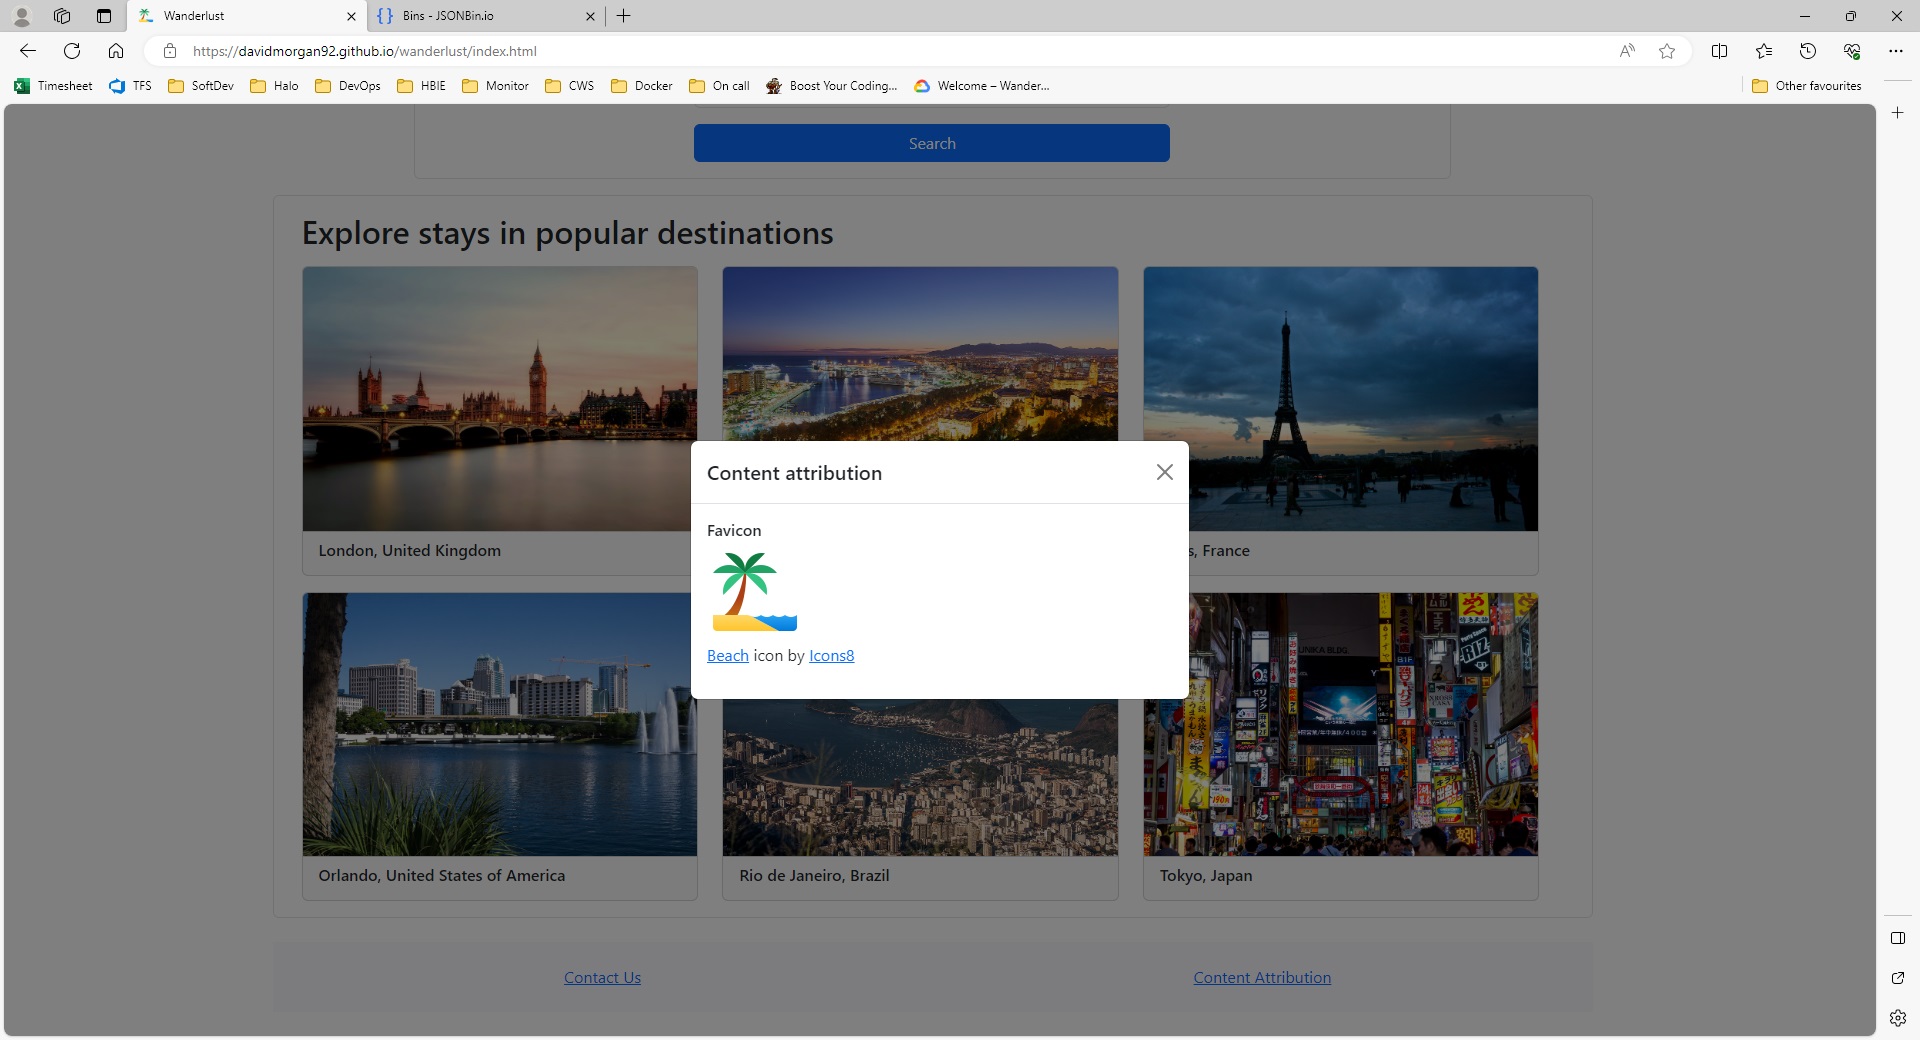 Wanderlust
Bins - JSONBin.io
https://davidmorgan92.github.io/wanderlust/index.html
Timesheet
TFS
SoftDev
Halo
DevOps
HBIE
Monitor
CWS
Docker
On call
Boost Your Coding...
Welcome – Wander...
Other favourites
Search
Explore stays in popular destinations
Content attribution
Favicon
Beach icon by Icons8
London, United Kingdom
s, France
UNIKA BLDG.
BIZ
Orlando, United States of America
Rio de Janeiro, Brazil
Tokyo, Japan
Contact Us
Content Attribution